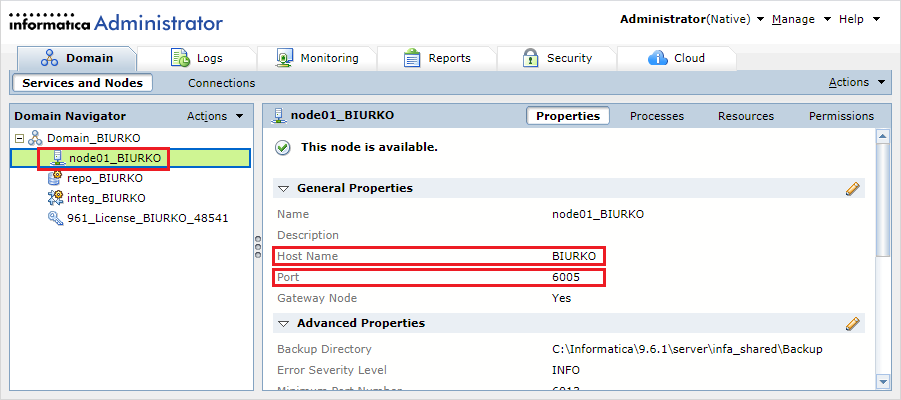 informatica Administrator
Administrator(Native) Manage Help
Domain Logs Monitoring Reports Security Cloud
Services and Nodes Connections Actions
Domain Navigator Actions
Domain_BIURKO
node01_BIURKO
repo_BIURKO
integ_BIURKO
961_License_BIURKO_48541
node01_BIURKO Properties Processes Resources Permissions
This node is available.
General Properties
Name node01_BIURKO
Description
Host Name BIURKO
Port 6005
Gateway Node Yes
Advanced Properties
Backup Directory C:\Informatica\9.6.1\server\infa_shared\Backup
Error Severity Level INFO
Minimum Port Number